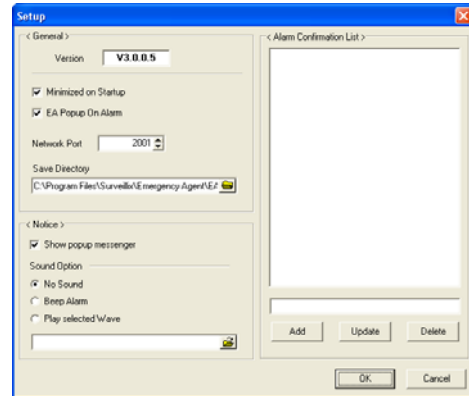 Setup
< General >
Version V3.0.0.5
Minimized on Startup
EA Popup On Alarm
Network Port 2001
Save Directory
C:\Program Files\Surveillix\Emergency Agent\EA
< Notice >
Show popup messenger
Sound Option
No Sound
Beep Alarm
Play selected Wave
< Alarm Confirmation List >
Add Update Delete
OK Cancel